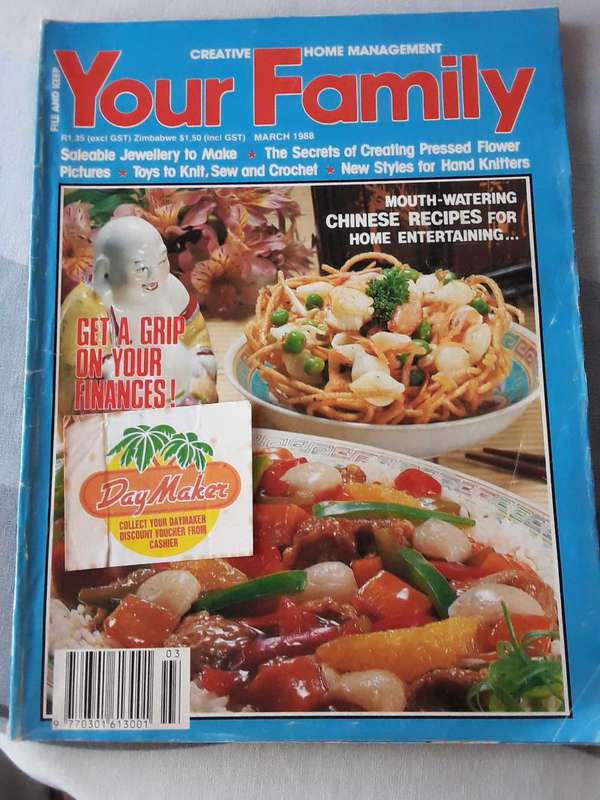 CREATIVE HOME MANAGEMENT
FILE AND KEEP
Your Family
R1,35 (excl GST) Zimbabwe $1,50 (incl GST) MARCH 1988
Saleable Jewellery to Make ★ The Secrets of Creating Pressed Flower
Pictures ★ Toys to Knit, Sew and Crochet ★ New Styles for Hand Knitters
MOUTH-WATERING
CHINESE RECIPES FOR
HOME ENTERTAINING...
GET A GRIP
ON YOUR
FINANCES!
DayMaker
COLLECT YOUR DAYMAKER
DISCOUNT VOUCHER FROM
CASHIER
03
9 770301 613001